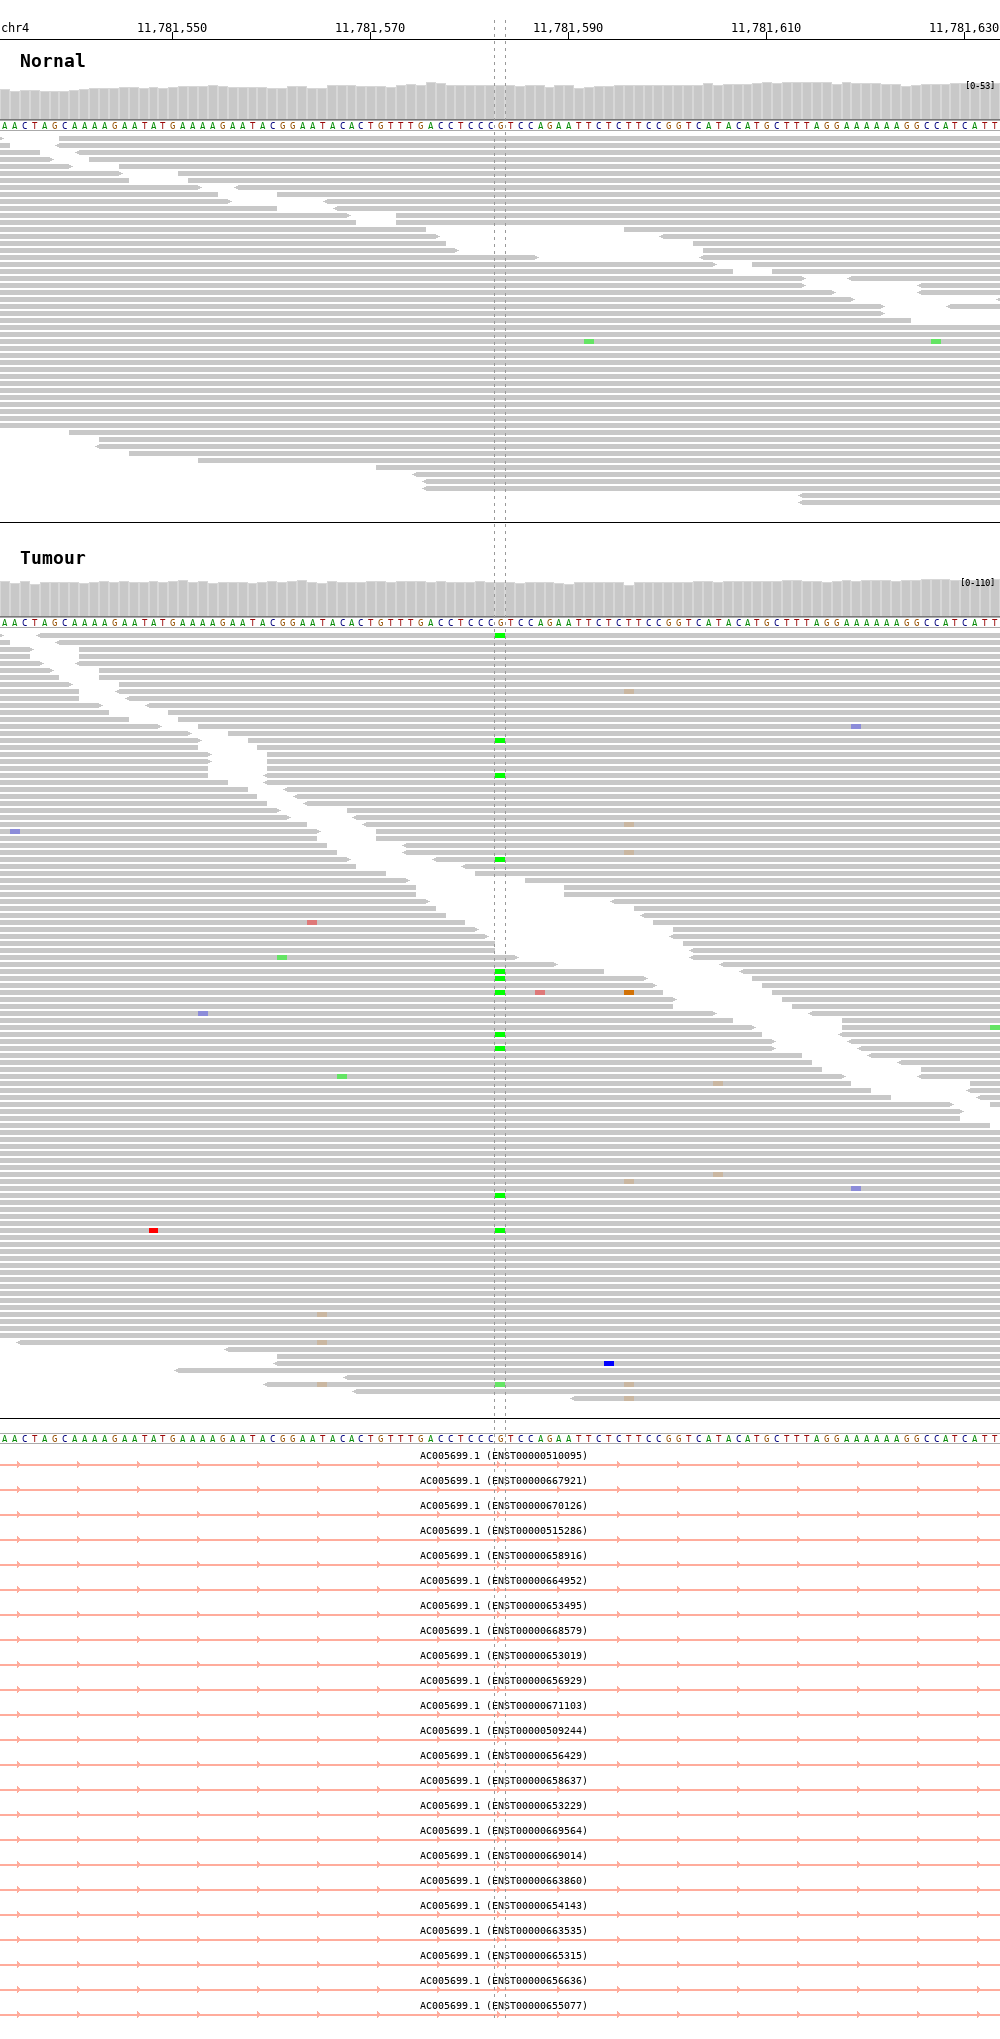 chr4 11,781,550 11,781,570 11,781,590 11,781,610 11,781,630
Nornal
[0-53]
AACTAGCAAAAGAATATGAAAAGAATACGGAATACACTGTTTGACCTCCCGTCCAGAATTCTCTTCCGGTCATACATGCTTTAGGAAAAAAGGCCATCATT
Tumour
[0-110]
AACTAGCAAAAGAATATGAAAAGAATACGGAATACACTGTTTGACCTCCCGTCCAGAATTCTCTTCCGGTCATACATGCTTTAGGAAAAAAGGCCATCATT
AACTAGCAAAAGAATATGAAAAGAATACGGAATACACTGTTTGACCTCCCGTCCAGAATTCTCTTCCGGTCATACATGCTTTAGGAAAAAAGGCCATCATT
AC005699.1 (ENST00000510095)
AC005699.1 (ENST00000667921)
AC005699.1 (ENST00000670126)
AC005699.1 (ENST00000515286)
AC005699.1 (ENST00000658916)
AC005699.1 (ENST00000664952)
AC005699.1 (ENST00000653495)
AC005699.1 (ENST00000668579)
AC005699.1 (ENST00000653019)
AC005699.1 (ENST00000656929)
AC005699.1 (ENST00000671103)
AC005699.1 (ENST00000509244)
AC005699.1 (ENST00000656429)
AC005699.1 (ENST00000658637)
AC005699.1 (ENST00000653229)
AC005699.1 (ENST00000669564)
AC005699.1 (ENST00000669014)
AC005699.1 (ENST00000663860)
AC005699.1 (ENST00000654143)
AC005699.1 (ENST00000663535)
AC005699.1 (ENST00000665315)
AC005699.1 (ENST00000656636)
AC005699.1 (ENST00000655077)